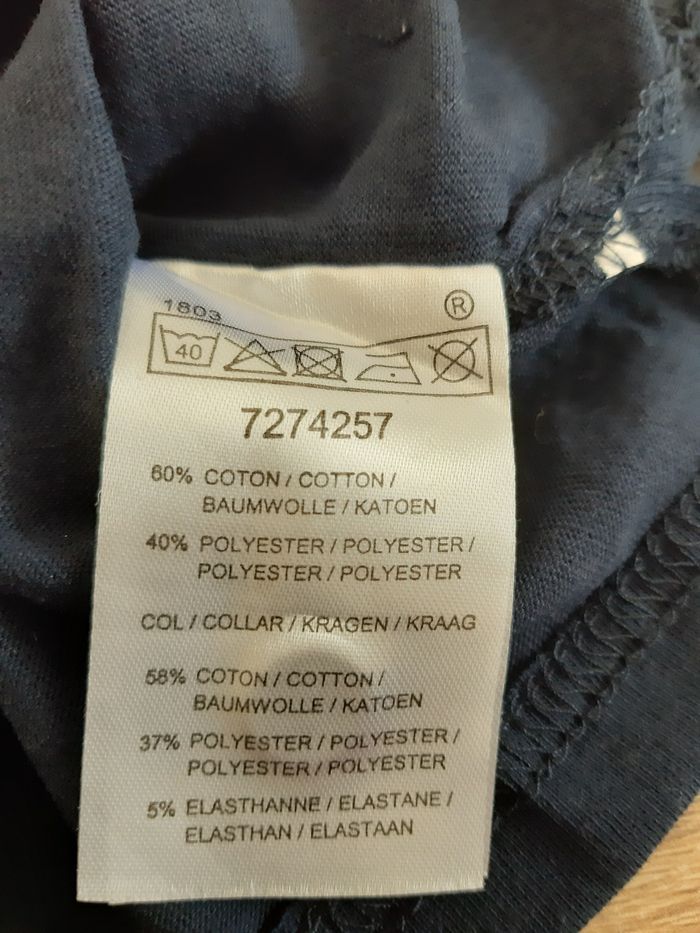 1803
®
40
7274257
60% COTON / COTTON /
BAUMWOLLE / KATOEN
40% POLYESTER / POLYESTER /
POLYESTER / POLYESTER
COL / COLLAR / KRAGEN / KRAAG
58% COTON / COTTON /
BAUMWOLLE / KATOEN
37% POLYESTER / POLYESTER /
POLYESTER / POLYESTER
5% ELASTHANNE / ELASTANE /
ELASTHAN / ELASTAAN